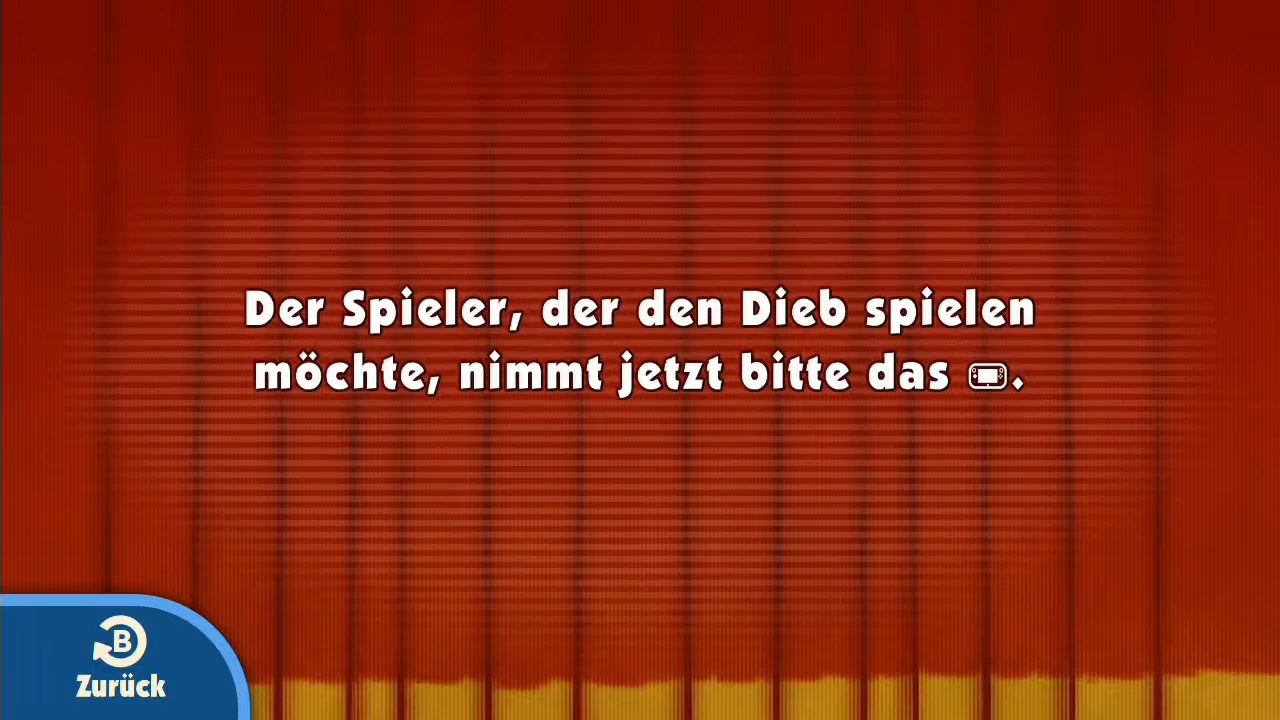 Der Spieler, der den Dieb spielen
möchte, nimmt jetzt bitte das .
B
Zurück